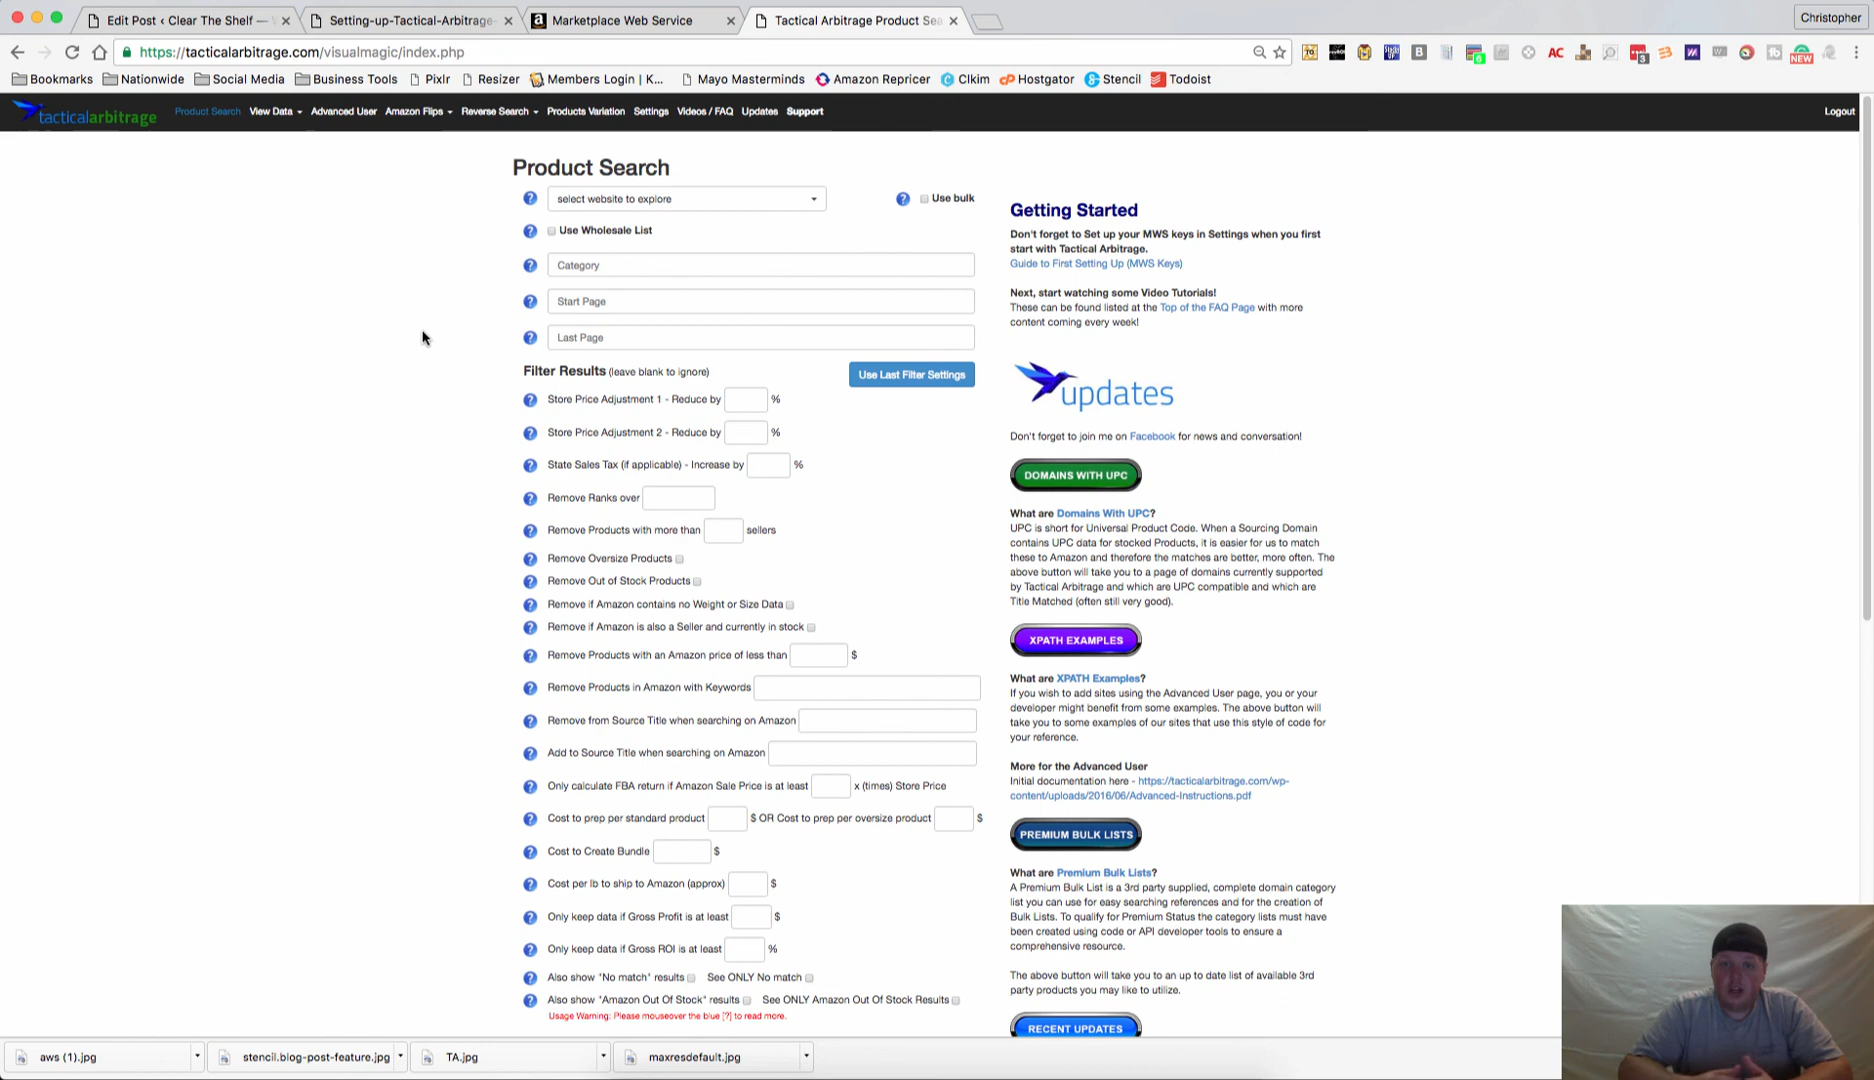 Edit Post ‹ Clear The Shelf —
Setting-up-Tactical-Arbitrage-
Marketplace Web Service
Tactical Arbitrage Product Sea
Christopher
https://tacticalarbitrage.com/visualmagic/index.php
Bookmarks Nationwide Social Media Business Tools Pixlr Resizer Members Login | K... Mayo Masterminds Amazon Repricer Clkim Hostgator Stencil Todoist
tacticalarbitrage Product Search View Data Advanced User Amazon Flips Reverse Search Products Variation Settings Videos / FAQ Updates Support Logout
Product Search
select website to explore
Use bulk
Use Wholesale List
Category
Start Page
Last Page
Filter Results (leave blank to ignore)
Use Last Filter Settings
Store Price Adjustment 1 - Reduce by %
Store Price Adjustment 2 - Reduce by %
State Sales Tax (if applicable) - Increase by %
Remove Ranks over
Remove Products with more than sellers
Remove Oversize Products
Remove Out of Stock Products
Remove if Amazon contains no Weight or Size Data
Remove if Amazon is also a Seller and currently in stock
Remove Products with an Amazon price of less than $
Remove Products in Amazon with Keywords
Remove from Source Title when searching on Amazon
Add to Source Title when searching on Amazon
Only calculate FBA return if Amazon Sale Price is at least x (times) Store Price
Cost to prep per standard product $ OR Cost to prep per oversize product $
Cost to Create Bundle $
Cost per lb to ship to Amazon (approx) $
Only keep data if Gross Profit is at least $
Only keep data if Gross ROI is at least %
Also show "No match" results See ONLY No match
Also show "Amazon Out Of Stock" results See ONLY Amazon Out Of Stock Results
Usage Warning: Please mouseover the blue [?] to read more.
Getting Started
Don't forget to Set up your MWS keys in Settings when you first
start with Tactical Arbitrage.
Guide to First Setting Up (MWS Keys)
Next, start watching some Video Tutorials!
These can be found listed at the Top of the FAQ Page with more
content coming every week!
updates
Don't forget to join me on Facebook for news and conversation!
DOMAINS WITH UPC
What are Domains With UPC?
UPC is short for Universal Product Code. When a Sourcing Domain
contains UPC data for stocked Products, it is easier for us to match
these to Amazon and therefore the matches are better, more often. The
above button will take you to a page of domains currently supported
by Tactical Arbitrage and which are UPC compatible and which are
Title Matched (often still very good).
XPATH EXAMPLES
What are XPATH Examples?
If you wish to add sites using the Advanced User page, you or your
developer might benefit from some examples. The above button will
take you to some examples of our sites that use this style of code for
your reference.
More for the Advanced User
Initial documentation here - https://tacticalarbitrage.com/wp-
content/uploads/2016/06/Advanced-Instructions.pdf
PREMIUM BULK LISTS
What are Premium Bulk Lists?
A Premium Bulk List is a 3rd party supplied, complete domain category
list you can use for easy searching references and for the creation of
Bulk Lists. To qualify for Premium Status the category lists must have
been created using code or API developer tools to ensure a
comprehensive resource.
The above button will take you to an up to date list of available 3rd
party products you may like to utilize.
RECENT UPDATES
aws (1).jpg
stencil.blog-post-feature.jpg
TA.jpg
maxresdefault.jpg